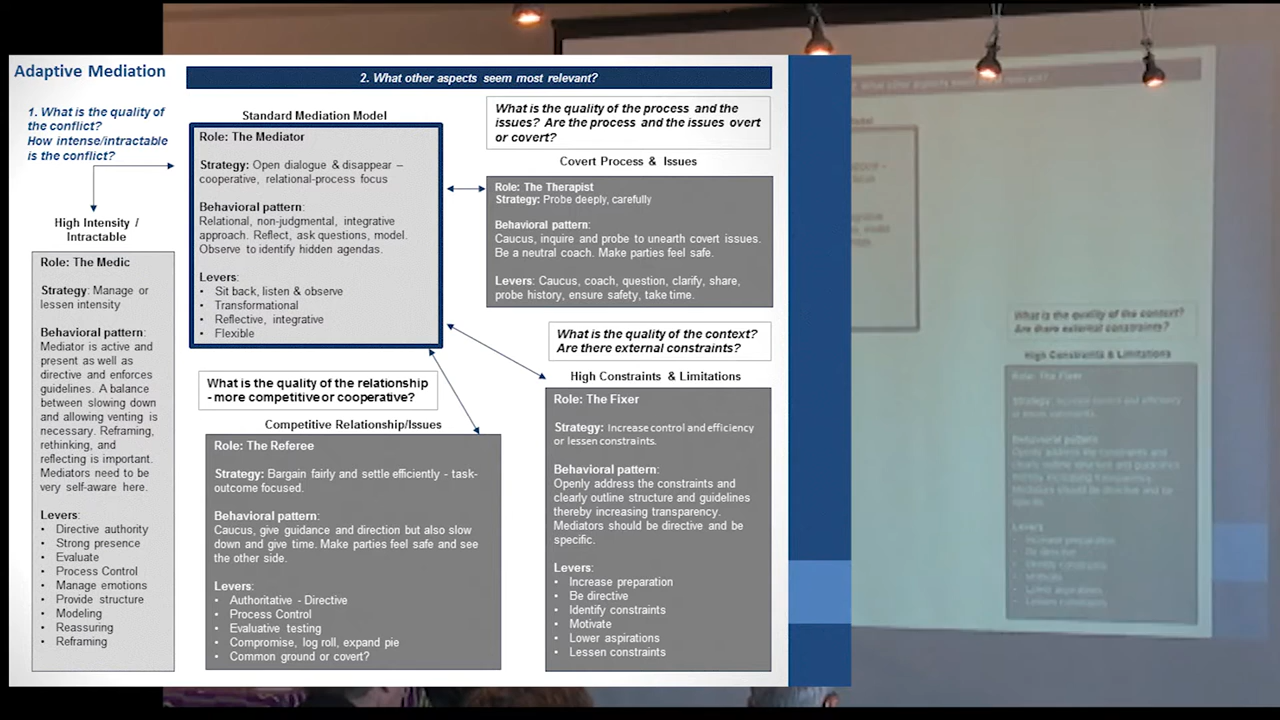 Adaptive Mediation
2. What other aspects seem most relevant?
1. What is the quality of
the conflict?
How intense/intractable
is the conflict?
High Intensity /
Intractable
Role: The Medic
Strategy: Manage or
lessen intensity
Behavioral pattern:
Mediator is active and
present as well as
directive and enforces
guidelines. A balance
between slowing down
and allowing venting is
necessary. Reframing,
rethinking, and
reflecting is important.
Mediators need to be
very self-aware here.
Levers:
• Directive authority
• Strong presence
• Evaluate
• Process Control
• Manage emotions
• Provide structure
• Modeling
• Reassuring
• Reframing
Standard Mediation Model
Role: The Mediator
Strategy: Open dialogue & disappear –
cooperative, relational-process focus
Behavioral pattern:
Relational, non-judgmental, integrative
approach. Reflect, ask questions, model.
Observe to identify hidden agendas.
Levers:
• Sit back, listen & observe
• Transformational
• Reflective, integrative
• Flexible
What is the quality of the process and the
issues? Are the process and the issues overt
or covert?
Covert Process & Issues
Role: The Therapist
Strategy: Probe deeply, carefully
Behavioral pattern:
Caucus, inquire and probe to unearth covert issues.
Be a neutral coach. Make parties feel safe.
Levers: Caucus, coach, question, clarify, share,
probe history, ensure safety, take time.
What is the quality of the relationship
- more competitive or cooperative?
Competitive Relationship/Issues
Role: The Referee
Strategy: Bargain fairly and settle efficiently - task-
outcome focused.
Behavioral pattern:
Caucus, give guidance and direction but also slow
down and give time. Make parties feel safe and see
the other side.
Levers:
• Authoritative - Directive
• Process Control
• Evaluative testing
• Compromise, log roll, expand pie
• Common ground or covert?
What is the quality of the context?
Are there external constraints?
High Constraints & Limitations
Role: The Fixer
Strategy: Increase control and efficiency
or lessen constraints.
Behavioral pattern:
Openly address the constraints and
clearly outline structure and guidelines
thereby increasing transparency.
Mediators should be directive and be
specific.
Levers:
• Increase preparation
• Be directive
• Identify constraints
• Motivate
• Lower aspirations
• Lessen constraints
What is the quality of the context?
Are there external constraints?
High Constraints & Limitations
Role: The Fixer